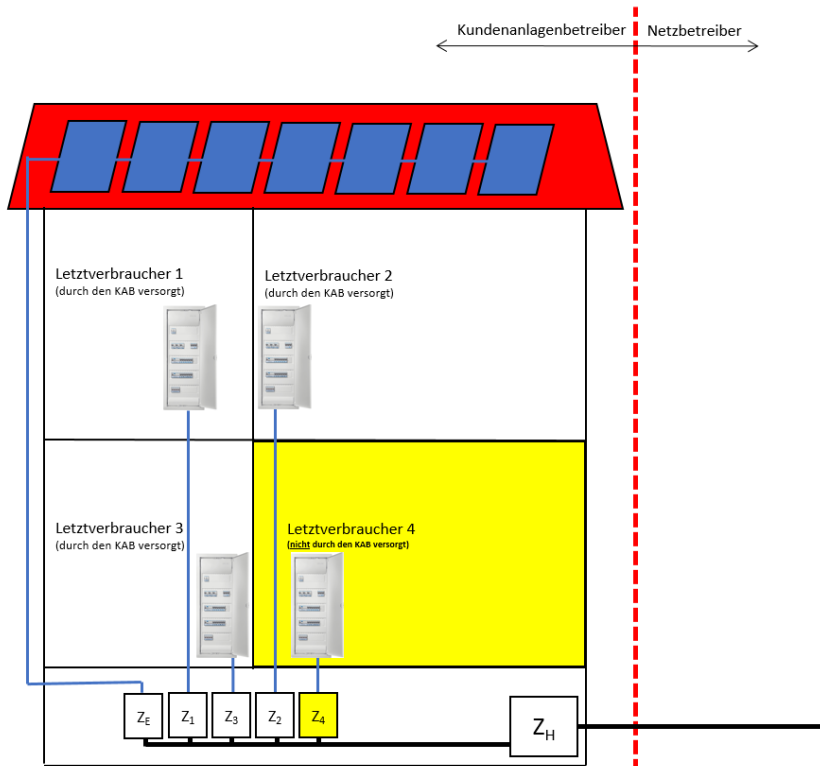 Kundenanlagenbetreiber
Netzbetreiber
Letztverbraucher 1
(durch den KAB versorgt)
Letztverbraucher 2
(durch den KAB versorgt)
Letztverbraucher 3
(durch den KAB versorgt)
Letztverbraucher 4
(nicht durch den KAB versorgt)
ZE
Z1
Z3
Z2
Z4
ZH